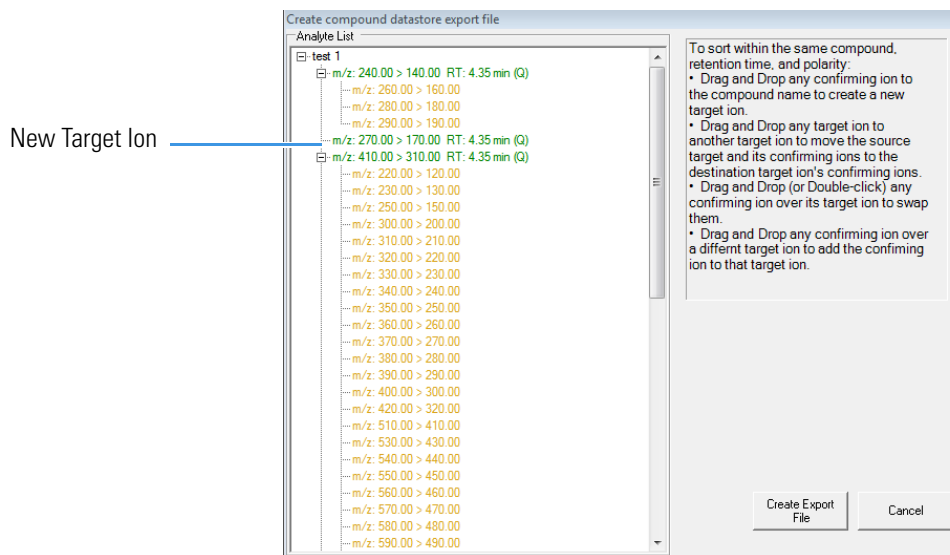 Create compound datastore export file
Analyte List
test 1
m/z: 240.00 > 140.00 RT: 4.35 min (Q)
m/z: 260.00 > 160.00
m/z: 280.00 > 180.00
m/z: 290.00 > 190.00
New Target Ion
m/z: 270.00 > 170.00 RT: 4.35 min (Q)
m/z: 410.00 > 310.00 RT: 4.35 min (Q)
m/z: 220.00 > 120.00
m/z: 230.00 > 130.00
m/z: 250.00 > 150.00
m/z: 300.00 > 200.00
m/z: 310.00 > 210.00
m/z: 320.00 > 220.00
m/z: 330.00 > 230.00
m/z: 340.00 > 240.00
m/z: 350.00 > 250.00
m/z: 360.00 > 260.00
m/z: 370.00 > 270.00
m/z: 380.00 > 280.00
m/z: 390.00 > 290.00
m/z: 400.00 > 300.00
m/z: 420.00 > 320.00
m/z: 510.00 > 410.00
m/z: 530.00 > 430.00
m/z: 540.00 > 440.00
m/z: 550.00 > 450.00
m/z: 560.00 > 460.00
m/z: 570.00 > 470.00
m/z: 580.00 > 480.00
m/z: 590.00 > 490.00
To sort within the same compound,
retention time, and polarity:
• Drag and Drop any confirming ion to
the compound name to create a new
target ion.
• Drag and Drop any target ion to
another target ion to move the source
target and its confirming ions to the
destination target ion's confirming ions.
• Drag and Drop (or Double-click) any
confirming ion over its target ion to swap
them.
• Drag and Drop any confirming ion over
a differnt target ion to add the confiming
ion to that target ion.
Create Export
File
Cancel